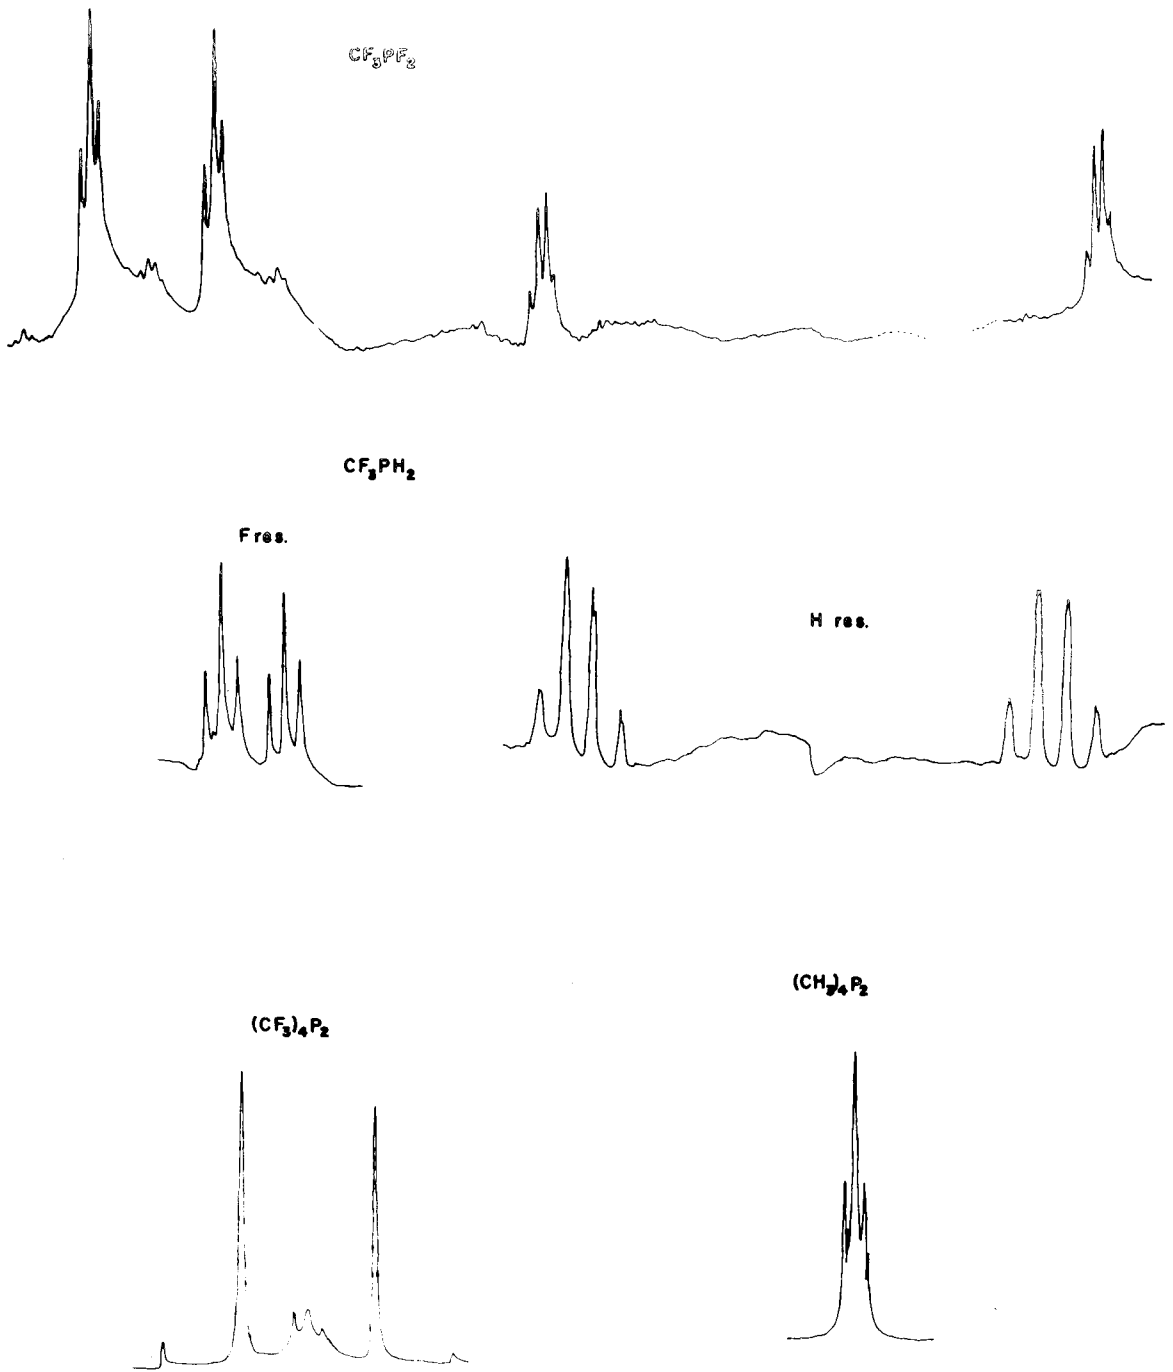 CF₃PF₂
CF₃PH₂
F res.
H res.
(CH₃)₄P₂
(CF₃)₄P₂